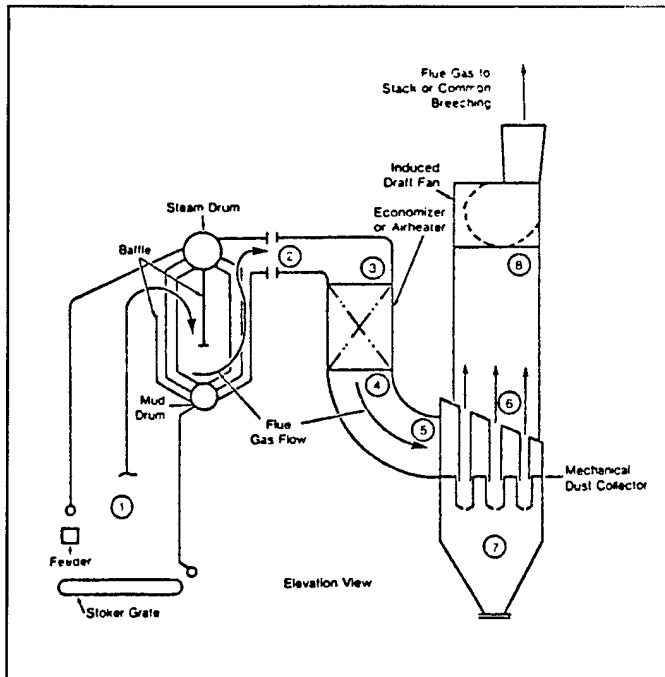 Flue Gas to
Stack or Common
Breeching
Induced
Draft Fan
Steam Drum
Economizer
or Airheater
Baffle
2
3
8
4
Mud
Drum
Flue
Gas Flow
5
6
1
Mechanical
Dust Collector
7
Feeder
Elevation View
Stoker Grate